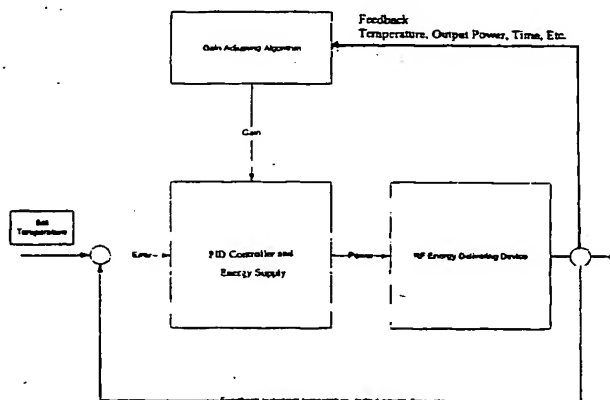 Feedback
Temperature, Output Power, Time, Etc.
Gain Adjusting Algorithm
Gain
Set
Temperature
Error
PID Controller and
Energy Supply
Power
RF Energy Delivering Device